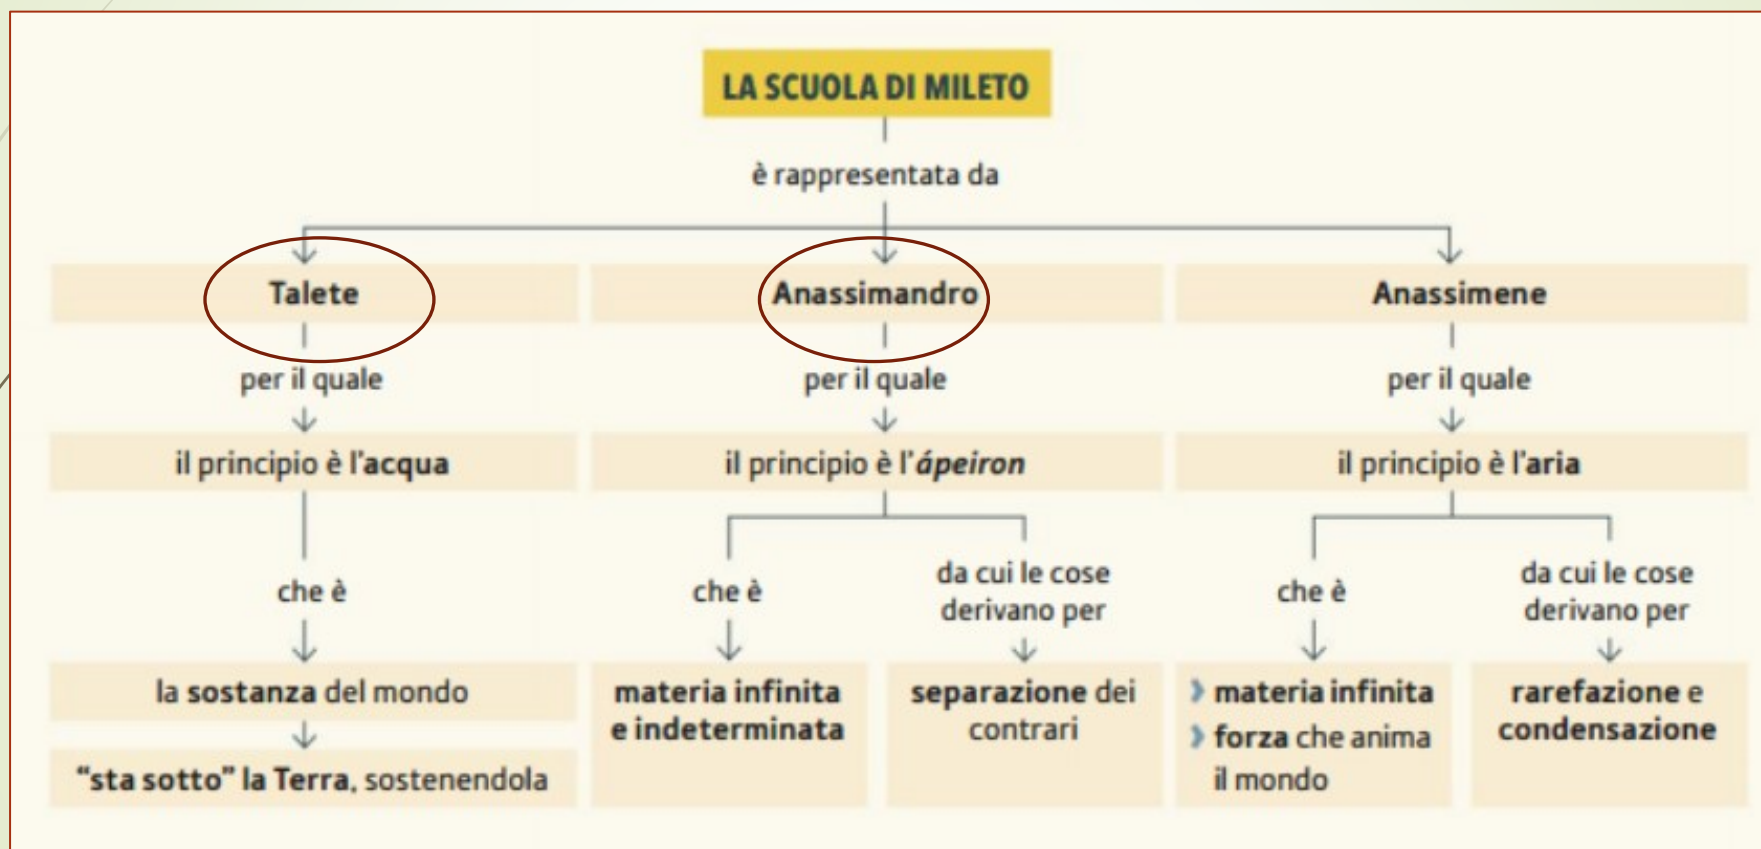 LA SCUOLA DI MILETO
è rappresentata da
Talete
Anassimandro
Anassimene
per il quale
per il quale
per il quale
il principio è l'acqua
il principio è l'ápeiron
il principio è l'aria
che è
che è
da cui le cose
derivano per
che è
da cui le cose
derivano per
la sostanza del mondo
"sta sotto" la Terra, sostenendola
materia infinita
e indeterminata
separazione dei
contrari
materia infinita
forza che anima
il mondo
rarefazione e
condensazione